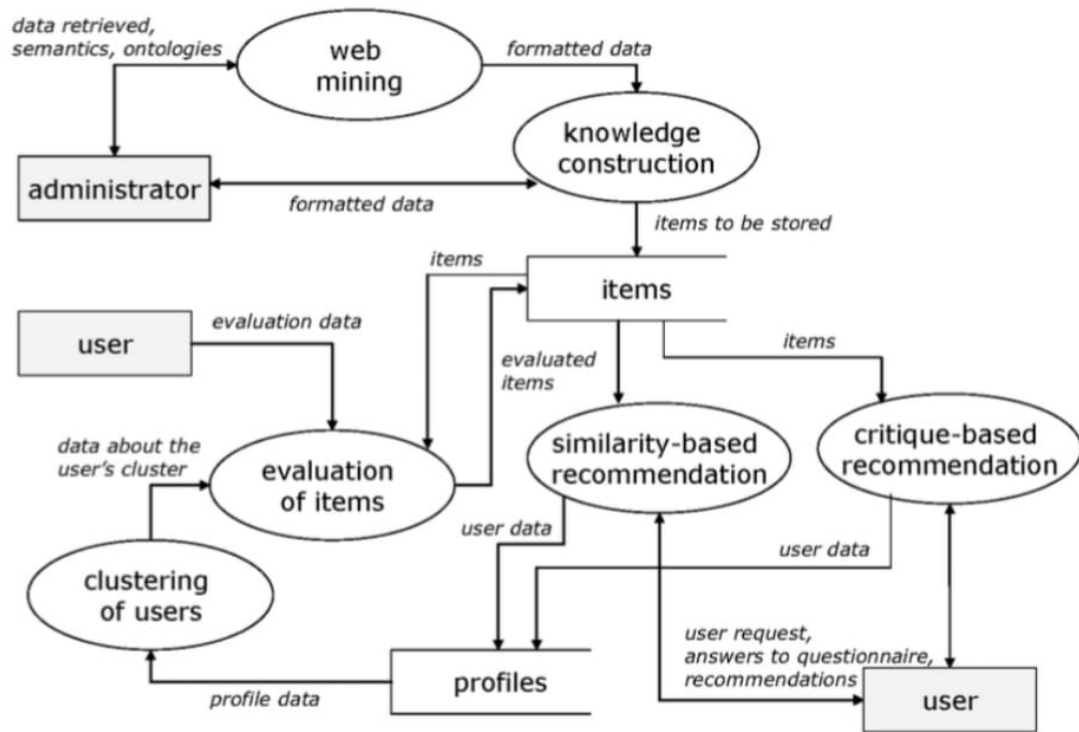 data retrieved,
semantics, ontologies
web
mining
formatted data
knowledge
construction
administrator
formatted data
items to be stored
items
items
user
evaluation data
evaluated
items
items
data about the
user's cluster
evaluation
of items
similarity-based
recommendation
critique-based
recommendation
user data
user data
clustering
of users
user request,
answers to questionnaire,
recommendations
profile data
profiles
user